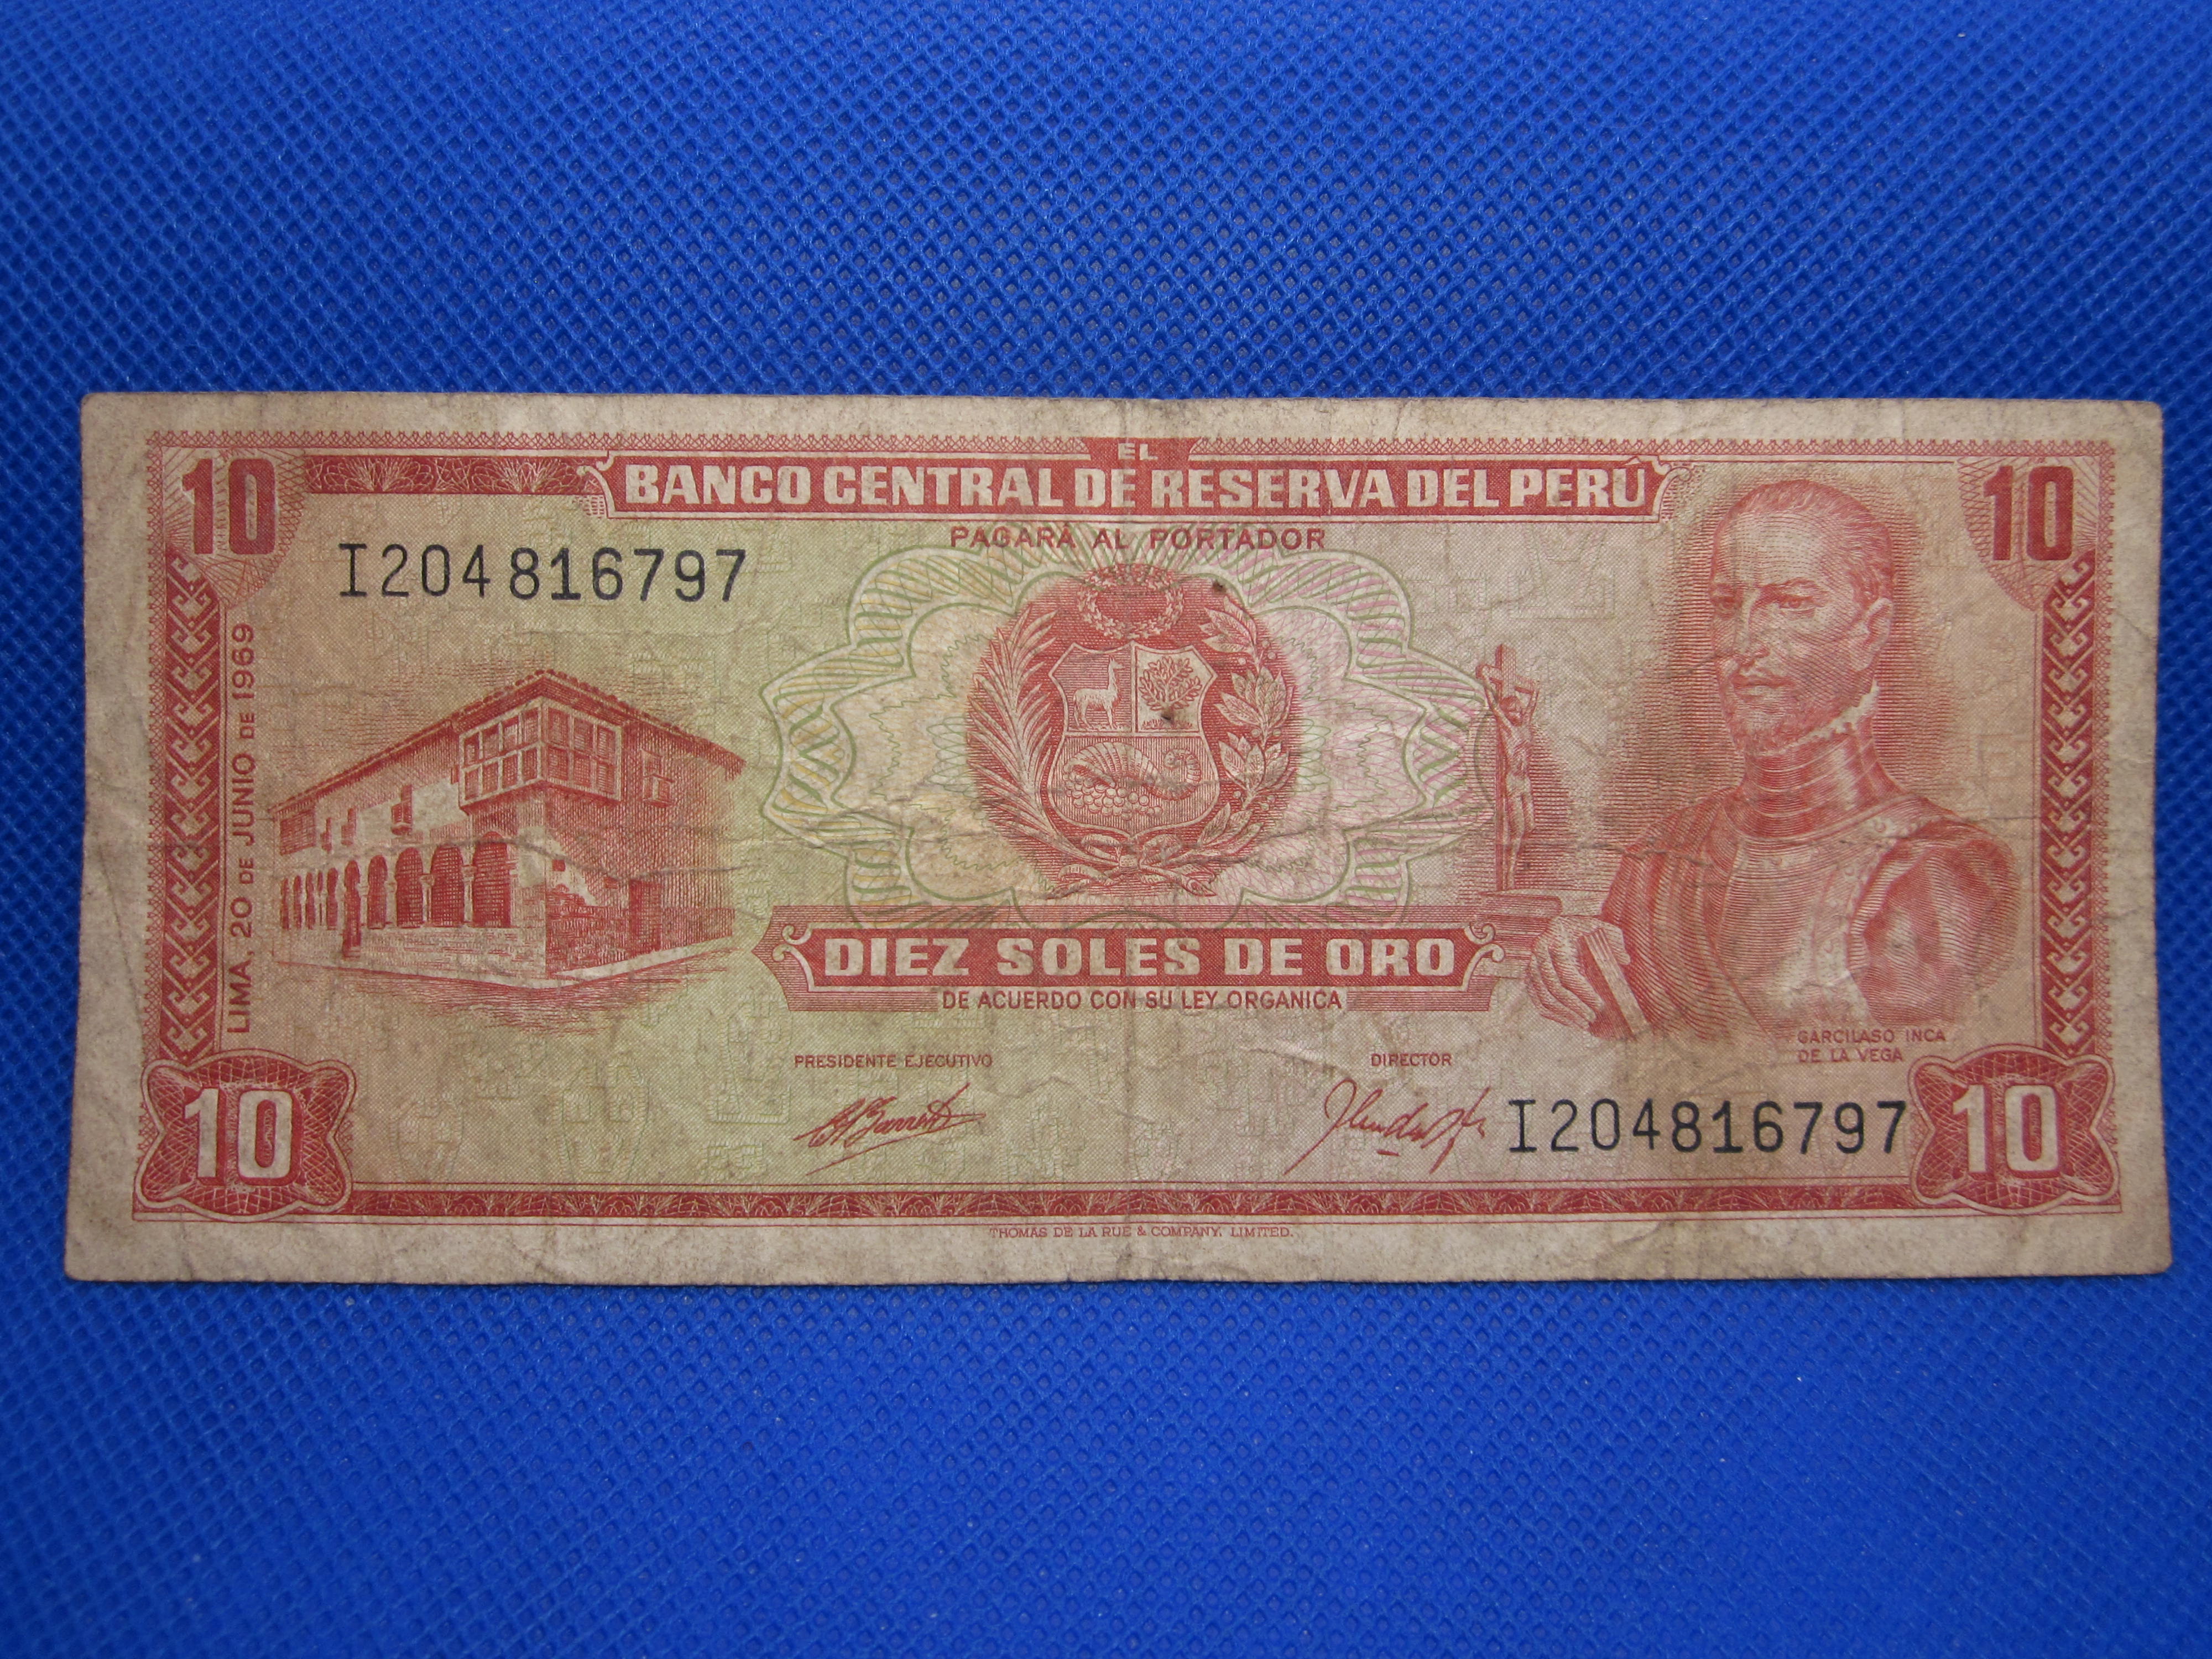 10
EL
BANCO CENTRAL DE RESERVA DEL PERÚ
10
PAGARÁ AL PORTADOR
I204816797
LIMA, 20 DE JUNIO DE 1969
DIEZ SOLES DE ORO
DE ACUERDO CON SU LEY ORGANICA
GARCILASO INCA
DE LA VEGA
PRESIDENTE EJECUTIVO
DIRECTOR
10
I204816797
10
THOMAS DE LA RUE & COMPANY, LIMITED.